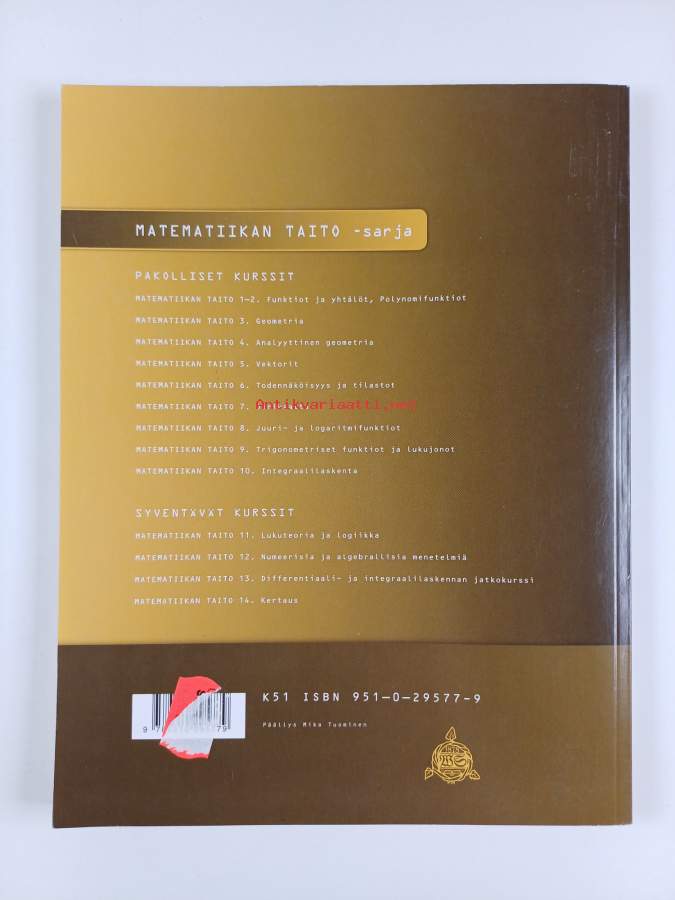 MATEMATIIKAN TAITO -sarja
PAKOLLISET KURSSIT
MATEMATIIKAN TAITO 1–2. Funktiot ja yhtälöt, Polynomifunktiot
MATEMATIIKAN TAITO 3. Geometria
MATEMATIIKAN TAITO 4. Analyyttinen geometria
MATEMATIIKAN TAITO 5. Vektorit
MATEMATIIKAN TAITO 6. Todennäköisyys ja tilastot
MATEMATIIKAN TAITO 7.
Antikvariaatti.net
MATEMATIIKAN TAITO 8. Juuri- ja logaritmifunktiot
MATEMATIIKAN TAITO 9. Trigonometriset funktiot ja lukujonot
MATEMATIIKAN TAITO 10. Integraalilaskenta
SYVENTÄVÄT KURSSIT
MATEMATIIKAN TAITO 11. Lukuteoria ja logiikka
MATEMATIIKAN TAITO 12. Numeerisia ja algebrallisia menetelmiä
MATEMATIIKAN TAITO 13. Differentiaali- ja integraalilaskennan jatkokurssi
MATEMATIIKAN TAITO 14. Kertaus
K51 ISBN 951–0–29577–9
Päällys Mika Tuominen